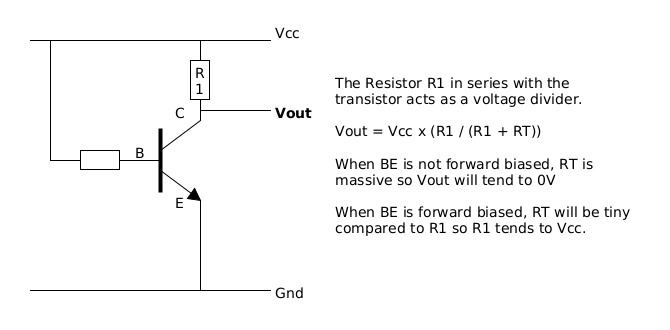 Vcc
R
1
C
Vout
B
E
Gnd
The Resistor R1 in series with the
transistor acts as a voltage divider.
Vout = Vcc x (R1 / (R1 + RT))
When BE is not forward biased, RT is
massive so Vout will tend to 0V
When BE is forward biased, RT will be tiny
compared to R1 so R1 tends to Vcc.